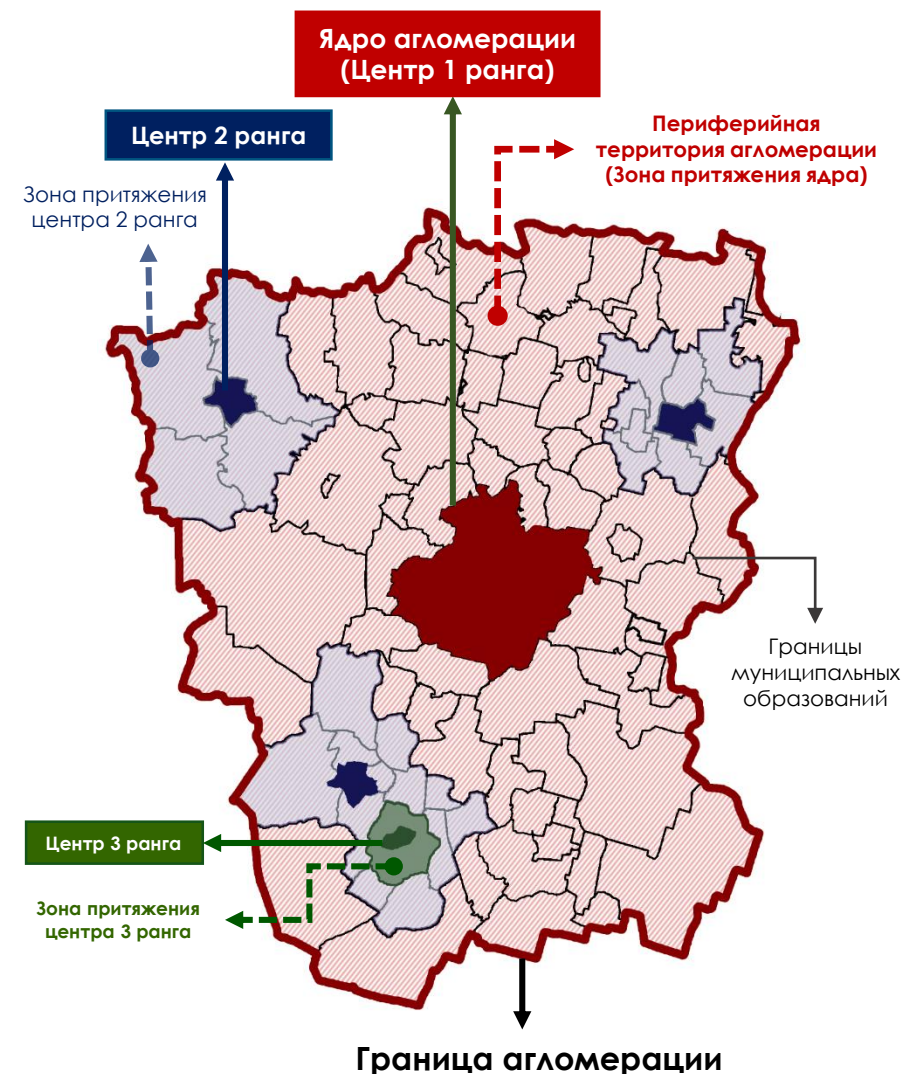 Ядро агломерации
(Центр 1 ранга)
Центр 2 ранга
Периферийная
территория агломерации
(Зона притяжения ядра)
Зона притяжения
центра 2 ранга
Границы
муниципальных
образований
Центр 3 ранга
Зона притяжения
центра 3 ранга
Граница агломерации